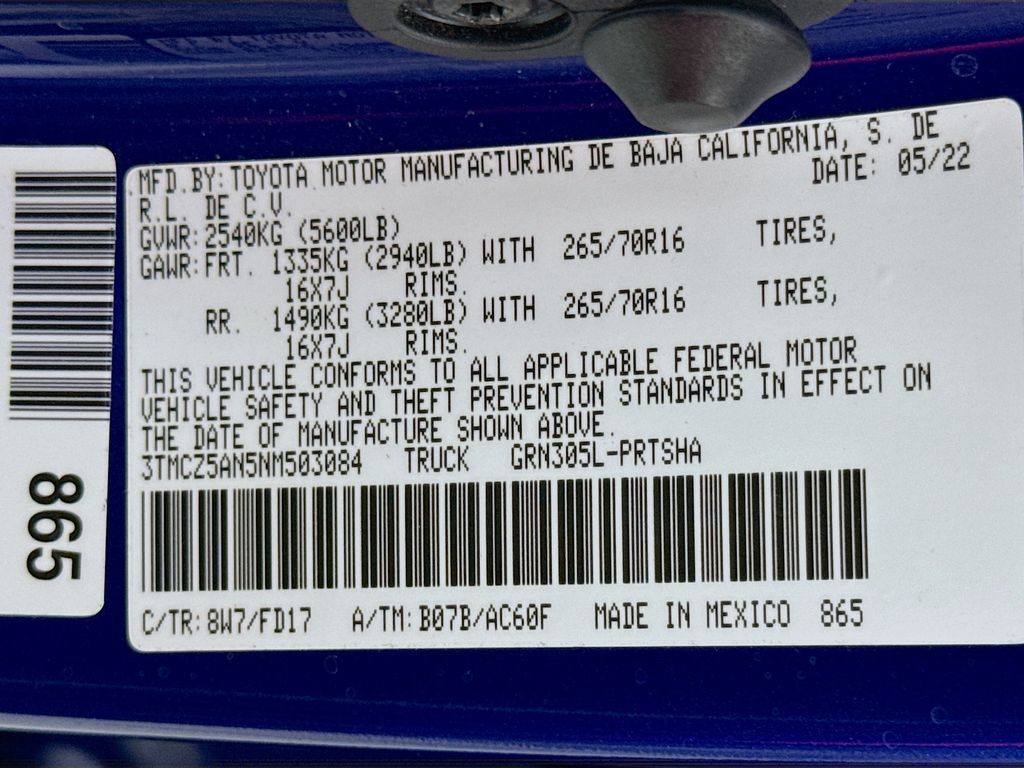 MFD.BY:TOYOTA MOTOR MANUFACTURING DE BAJA CALIFORNIA, S. DE
R.L. DE C.V. DATE: 05/22
GVWR:2540KG (5600LB)
GAWR:FRT. 1335KG (2940LB) WITH 265/70R16 TIRES,
16X7J RIMS.
RR. 1490KG (3280LB) WITH 265/70R16 TIRES,
16X7J RIMS.
THIS VEHICLE CONFORMS TO ALL APPLICABLE FEDERAL MOTOR
VEHICLE SAFETY AND THEFT PREVENTION STANDARDS IN EFFECT ON
THE DATE OF MANUFACTURE SHOWN ABOVE.
3TMCZ5AN5NM503084 TRUCK GRN305L-PRTSHA
C/TR:8W7/FD17 A/TM:B07B/AC60F MADE IN MEXICO 865
865